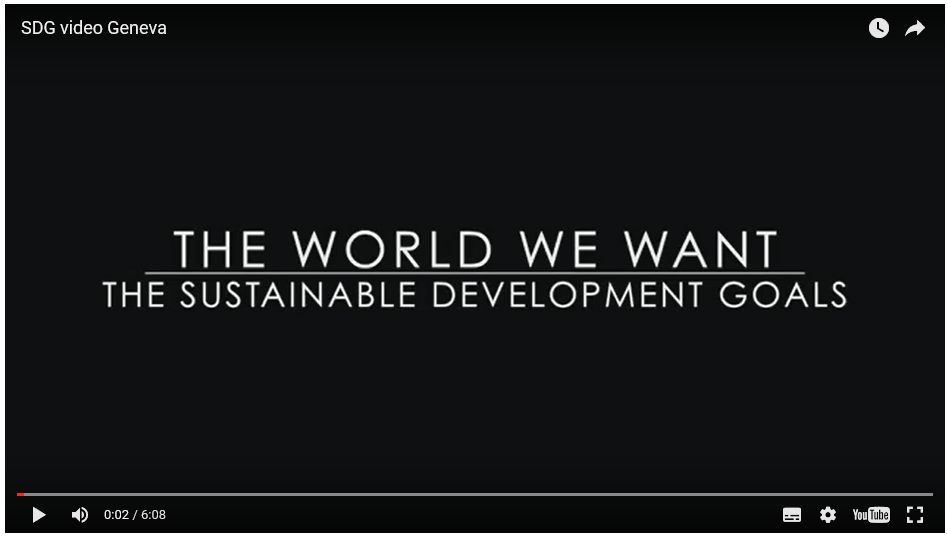 SDG video Geneva
THE WORLD WE WANT
THE SUSTAINABLE DEVELOPMENT GOALS
0:02 / 6:08
YouTube